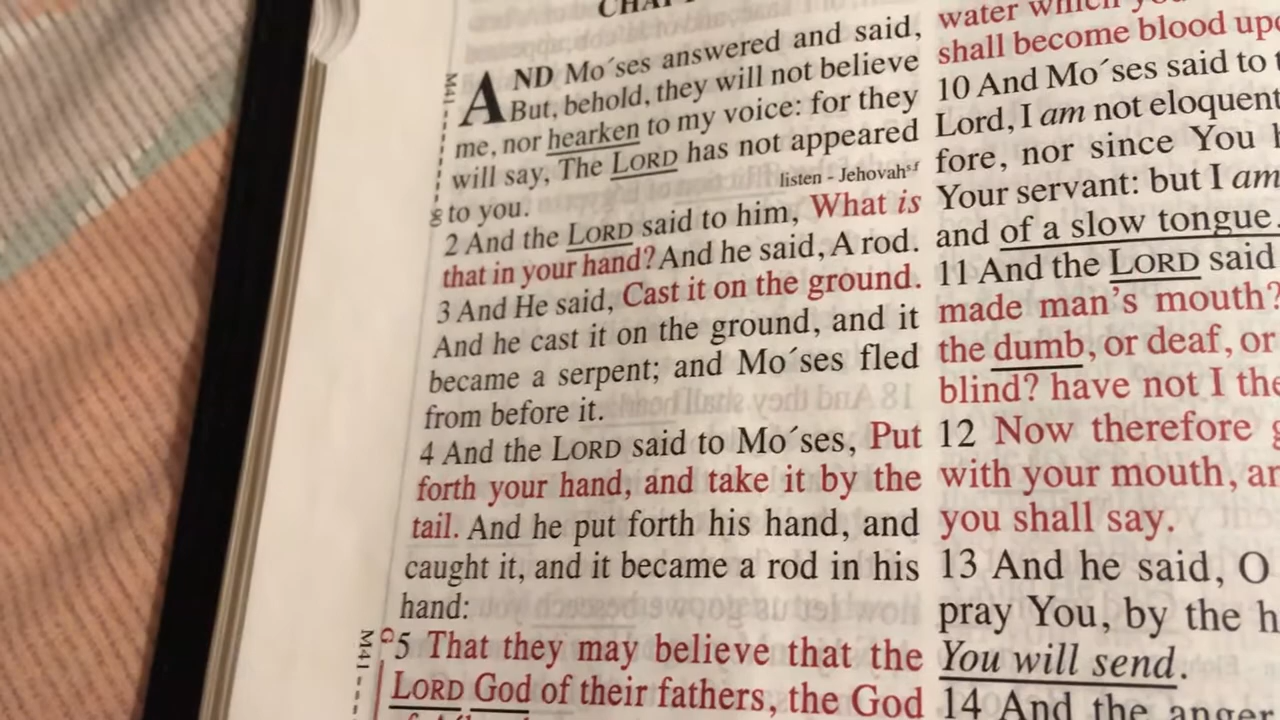 AND Mo´ses answered and said,
But, behold, they will not believe
me, nor hearken to my voice: for they
will say, The LORD has not appeared
listen - Jehovah
to you.
2 And the LORD said to him, What is
that in your hand? And he said, A rod.
3 And He said, Cast it on the ground.
And he cast it on the ground, and it
became a serpent; and Mo´ses fled
from before it.
4 And the LORD said to Mo´ses, Put
forth your hand, and take it by the
tail. And he put forth his hand, and
caught it, and it became a rod in his
hand:
5 That they may believe that the
LORD God of their fathers, the God
M41
M41
water which
shall become blood
10 And Mo´ses said to
Lord, I am not eloquent
fore, nor since You
Your servant: but I am
and of a slow tongue.
11 And the LORD said
made man's mouth?
the dumb, or deaf, or
blind? have not I
12 Now therefore
with your mouth,
you shall say.
13 And he said, O
pray You, by the
You will send.
14 And the anger